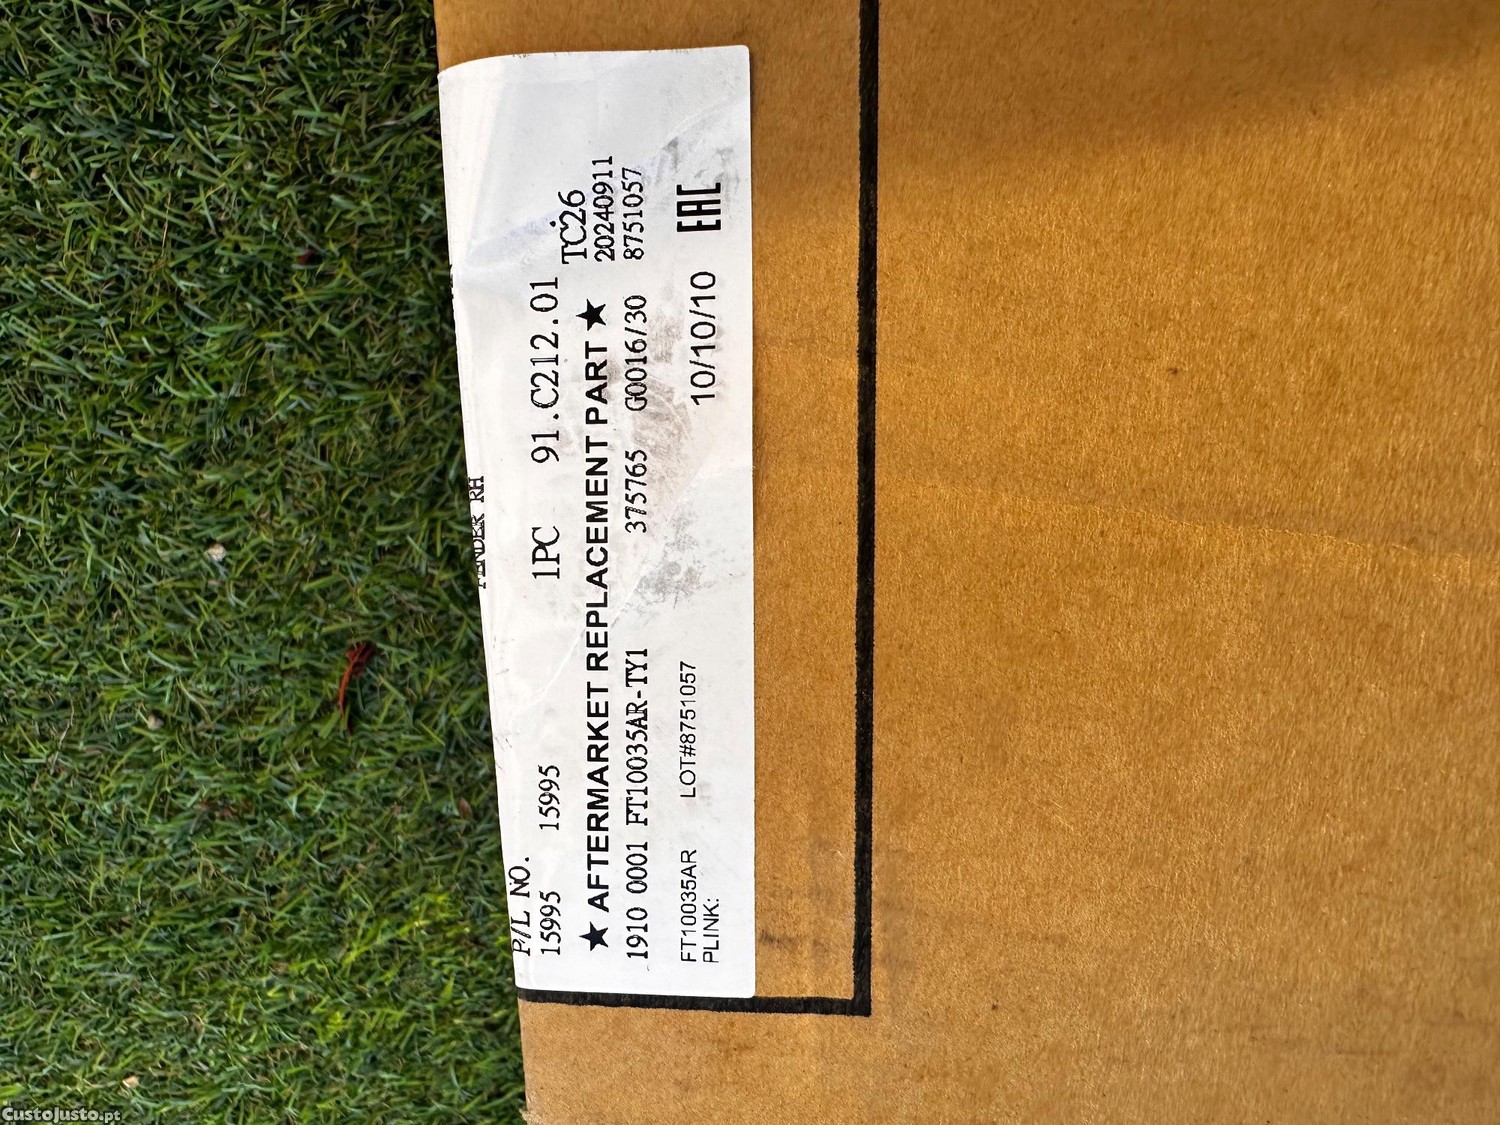 FENDER RH
P/L NO.
15995 15995 1PC 91.C212.01
TC26
★ AFTERMARKET REPLACEMENT PART ★ 20240911
1910 0001 FT10035AR-TY1 375765 G0016/30 8751057
FT10035AR LOT#8751057 10/10/10 EAC
PLINK:
CustoJusto.pt